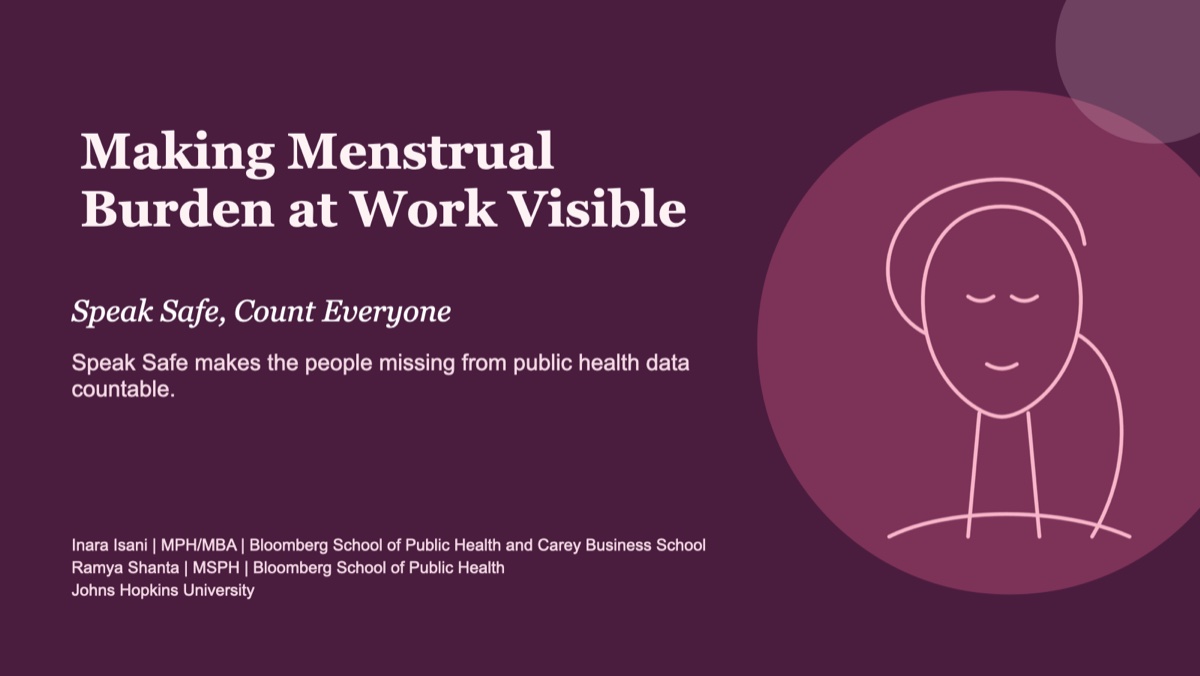 Making Menstrual
Burden at Work Visible
Speak Safe, Count Everyone
Speak Safe makes the people missing from public health data
countable.
Inara Isani | MPH/MBA | Bloomberg School of Public Health and Carey Business School
Ramya Shanta | MSPH | Bloomberg School of Public Health
Johns Hopkins University